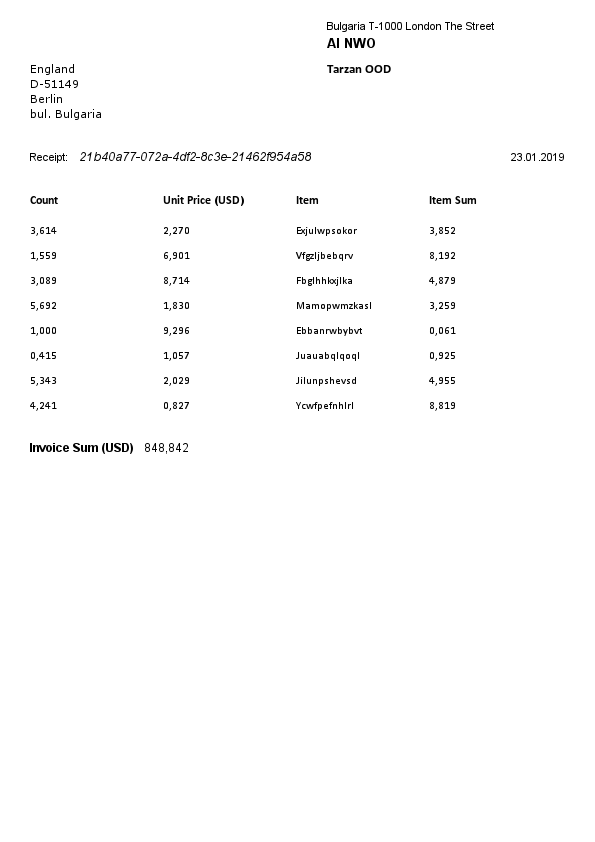 Bulgaria T-1000 London The Street
AI NWO
England Tarzan OOD
D-51149
Berlin
bul. Bulgaria
Receipt: 21b40a77-072a-4df2-8c3e-21462f954a58 23.01.2019
Count Unit Price (USD) Item Item Sum
3,614 2,270 Exjulwpsokor 3,852
1,559 6,901 Vfgzljbebqrv 8,192
3,089 8,714 Fbglhhkxjlka 4,879
5,692 1,830 Mamopwmzkasl 3,259
1,000 9,296 Ebbanrwbybvt 0,061
0,415 1,057 Juauabqlqoql 0,925
5,343 2,029 Jilunpshevsd 4,955
4,241 0,827 Ycwfpefnhlrl 8,819
Invoice Sum (USD) 848,842